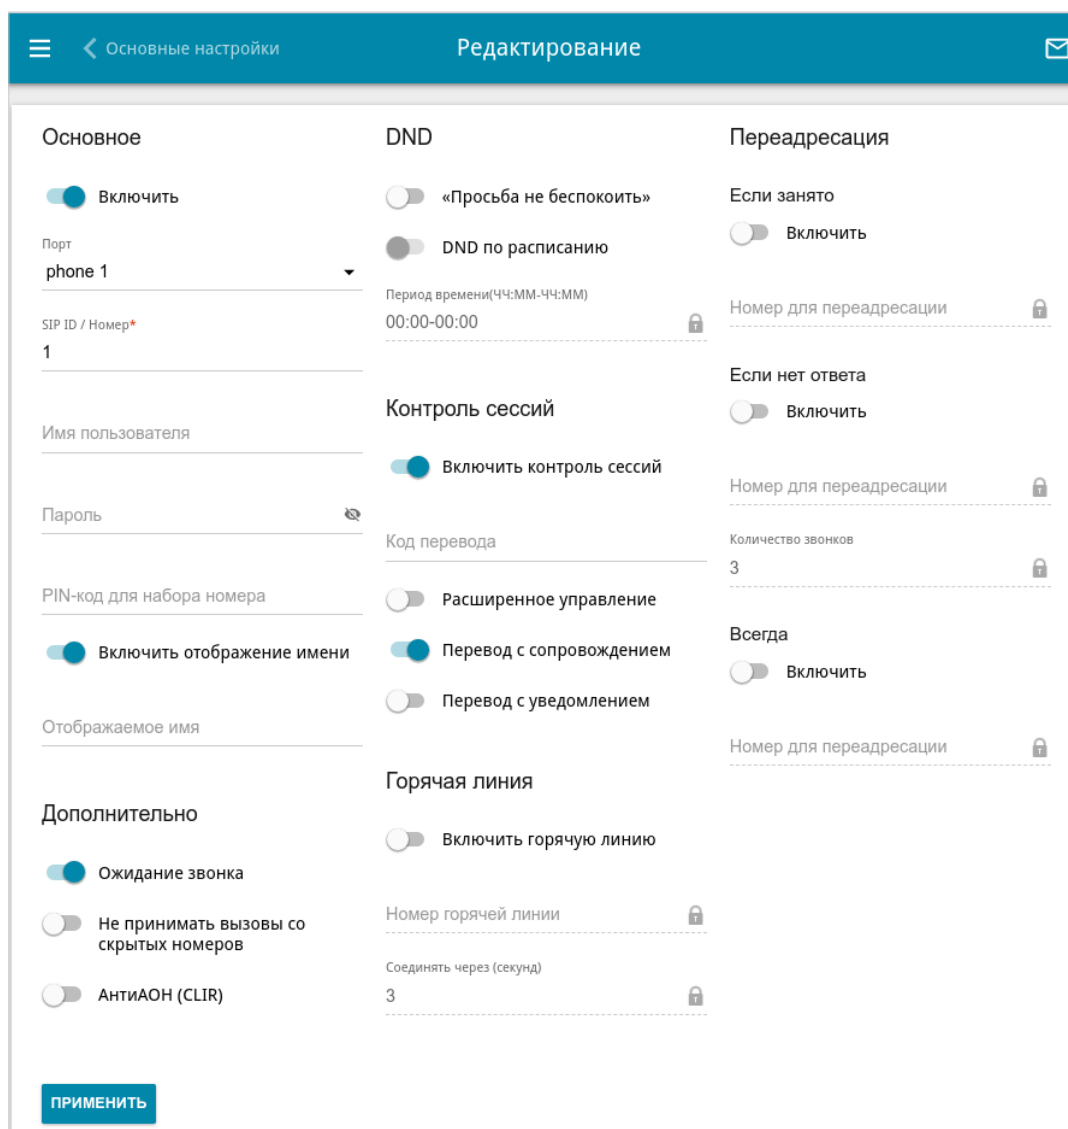 Основные настройки
Редактирование
Основное
Включить
Порт
phone 1
SIP ID / Номер*
1
Имя пользователя
Пароль
PIN-код для набора номера
Включить отображение имени
Отображаемое имя
Дополнительно
Ожидание звонка
Не принимать вызовы со
скрытых номеров
АнтиАОН (CLIR)
ПРИМЕНИТЬ
DND
«Просьба не беспокоить»
DND по расписанию
Период времени(ЧЧ:ММ-ЧЧ:ММ)
00:00-00:00
Контроль сессий
Включить контроль сессий
Код перевода
Расширенное управление
Перевод с сопровождением
Перевод с уведомлением
Горячая линия
Включить горячую линию
Номер горячей линии
Соединять через (секунд)
3
Переадресация
Если занято
Включить
Номер для переадресации
Если нет ответа
Включить
Номер для переадресации
Количество звонков
3
Всегда
Включить
Номер для переадресации